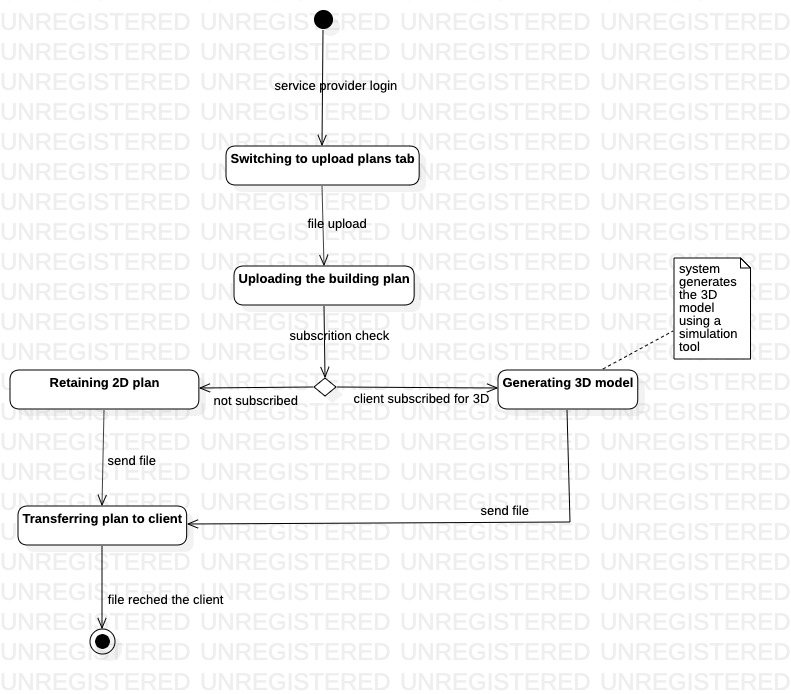 service provider login
Switching to upload plans tab
file upload
Uploading the building plan
subscrition check
system
generates
the 3D
model
using a
simulation
tool
Retaining 2D plan
Generating 3D model
not subscribed
client subscribed for 3D
send file
send file
Transferring plan to client
file reched the client
UNREGISTERED